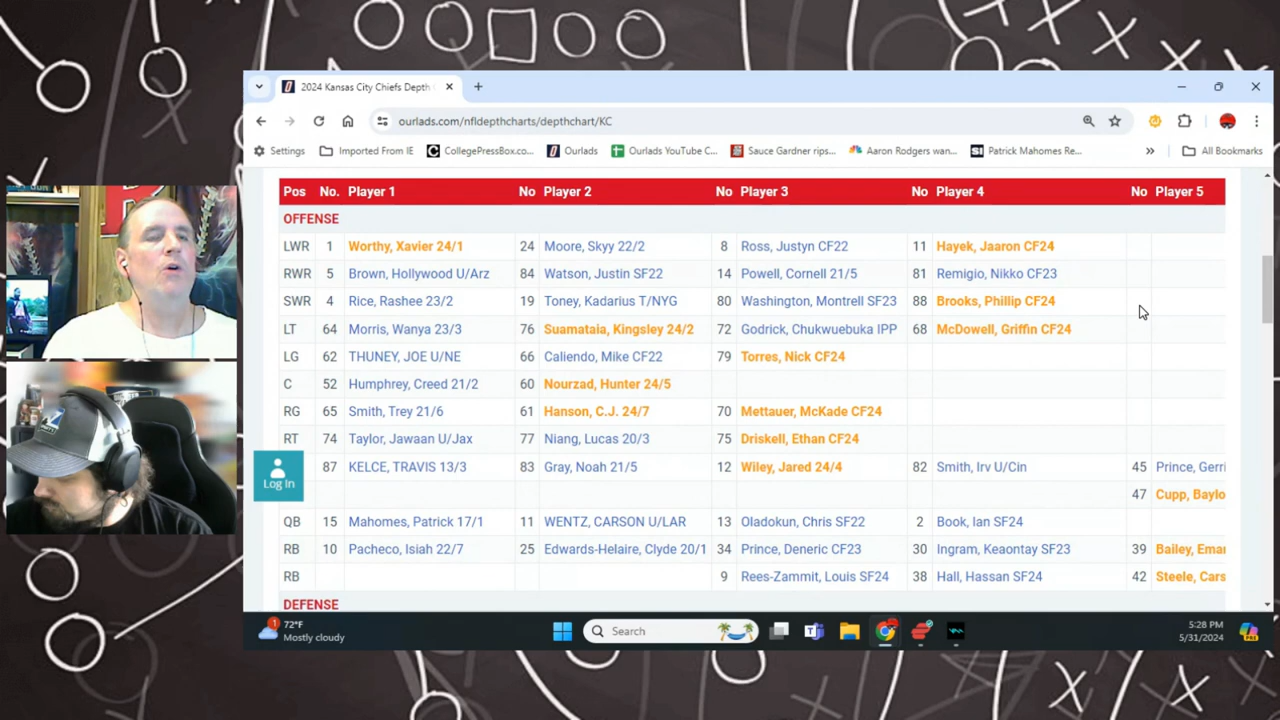 2024 Kansas City Chiefs Depth
ourlads.com/nfldepthcharts/depthchart/KC
Settings Imported From IE CollegePressBox.co... Ourlads Ourlads YouTube C... Sauce Gardner rips... Aaron Rodgers wan... Patrick Mahomes Re... » All Bookmarks
Pos No. Player 1 No Player 2 No Player 3 No Player 4 No Player 5
OFFENSE
LWR 1 Worthy, Xavier 24/1 24 Moore, Skyy 22/2 8 Ross, Justyn CF22 11 Hayek, Jaaron CF24
RWR 5 Brown, Hollywood U/Arz 84 Watson, Justin SF22 14 Powell, Cornell 21/5 81 Remigio, Nikko CF23
SWR 4 Rice, Rashee 23/2 19 Toney, Kadarius T/NYG 80 Washington, Montrell SF23 88 Brooks, Phillip CF24
LT 64 Morris, Wanya 23/3 76 Suamataia, Kingsley 24/2 72 Godrick, Chukwuebuka IPP 68 McDowell, Griffin CF24
LG 62 THUNEY, JOE U/NE 66 Caliendo, Mike CF22 79 Torres, Nick CF24
C 52 Humphrey, Creed 21/2 60 Nourzad, Hunter 24/5
RG 65 Smith, Trey 21/6 61 Hanson, C.J. 24/7 70 Mettauer, McKade CF24
RT 74 Taylor, Jawaan U/Jax 77 Niang, Lucas 20/3 75 Driskell, Ethan CF24
87 KELCE, TRAVIS 13/3 83 Gray, Noah 21/5 12 Wiley, Jared 24/4 82 Smith, Irv U/Cin 45 Prince, Gerri
47 Cupp, Baylo
Log In
QB 15 Mahomes, Patrick 17/1 11 WENTZ, CARSON U/LAR 13 Oladokun, Chris SF22 2 Book, Ian SF24
RB 10 Pacheco, Isiah 22/7 25 Edwards-Helaire, Clyde 20/1 34 Prince, Deneric CF23 30 Ingram, Keaontay SF23 39 Bailey, Emar
RB 9 Rees-Zammit, Louis SF24 38 Hall, Hassan SF24 42 Steele, Cars
DEFENSE
1 72°F
Mostly cloudy
Search
5:28 PM
5/31/2024